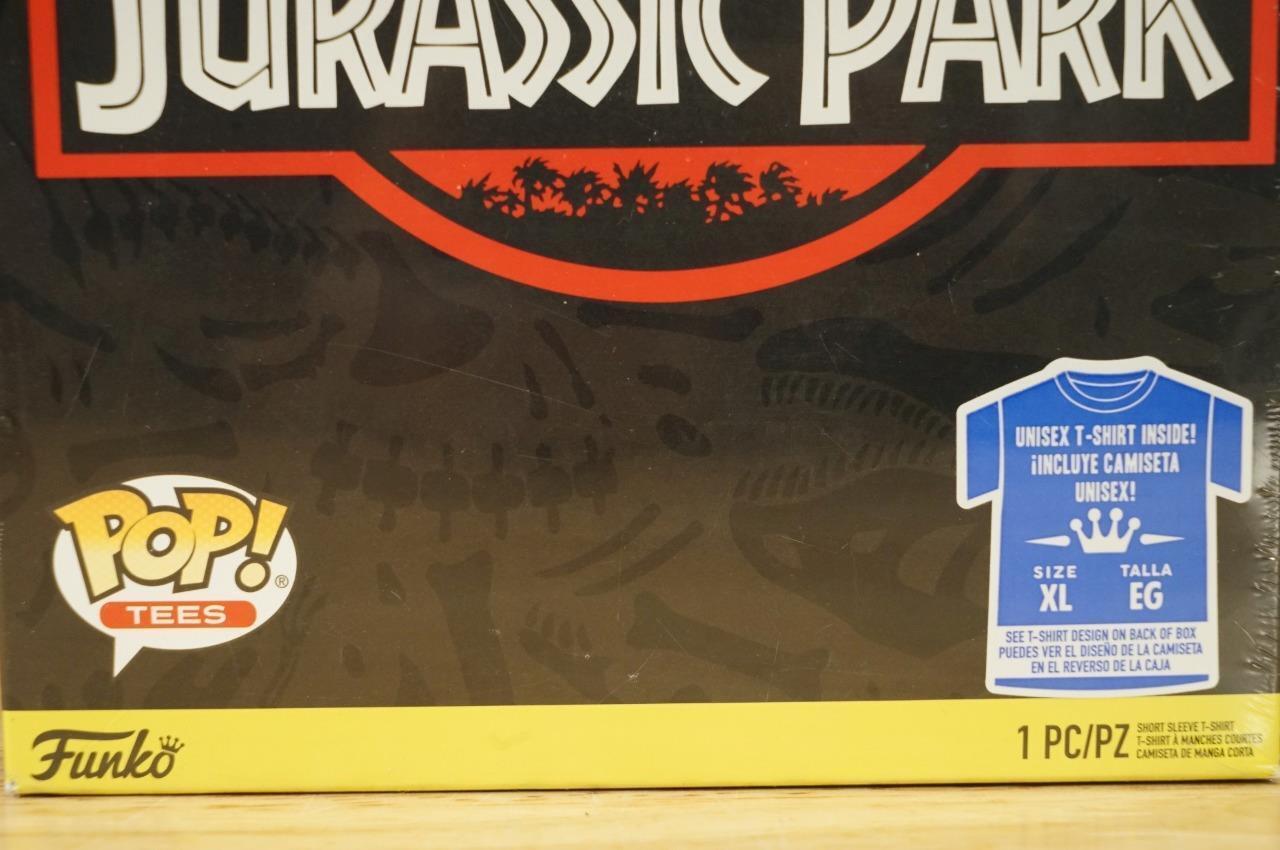 JURASSIC PARK
POP!®
TEES
UNISEX T-SHIRT INSIDE!
¡INCLUYE CAMISETA
UNISEX!
SIZE TALLA
XL EG
SEE T-SHIRT DESIGN ON BACK OF BOX
PUEDES VER EL DISEÑO DE LA CAMISETA
EN EL REVERSO DE LA CAJA
Funko
1 PC/PZ
SHORT SLEEVE T-SHIRT
T-SHIRT À MANCHES COURTES
CAMISETA DE MANGA CORTA